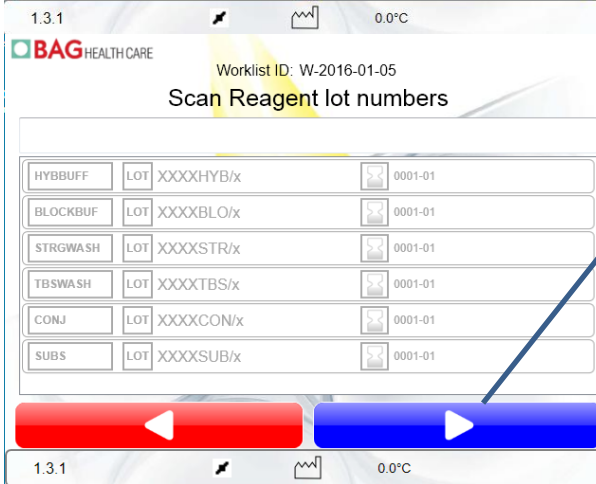 1.3.1 0.0°C
BAG HEALTH CARE
Worklist ID: W-2016-01-05
Scan Reagent lot numbers
HYBBUFF LOT XXXXHYB/x 0001-01
BLOCKBUF LOT XXXXBLO/x 0001-01
STRGWASH LOT XXXXSTR/x 0001-01
TBSWASH LOT XXXXTBS/x 0001-01
CONJ LOT XXXXCON/x 0001-01
SUBS LOT XXXXSUB/x 0001-01
1.3.1 0.0°C